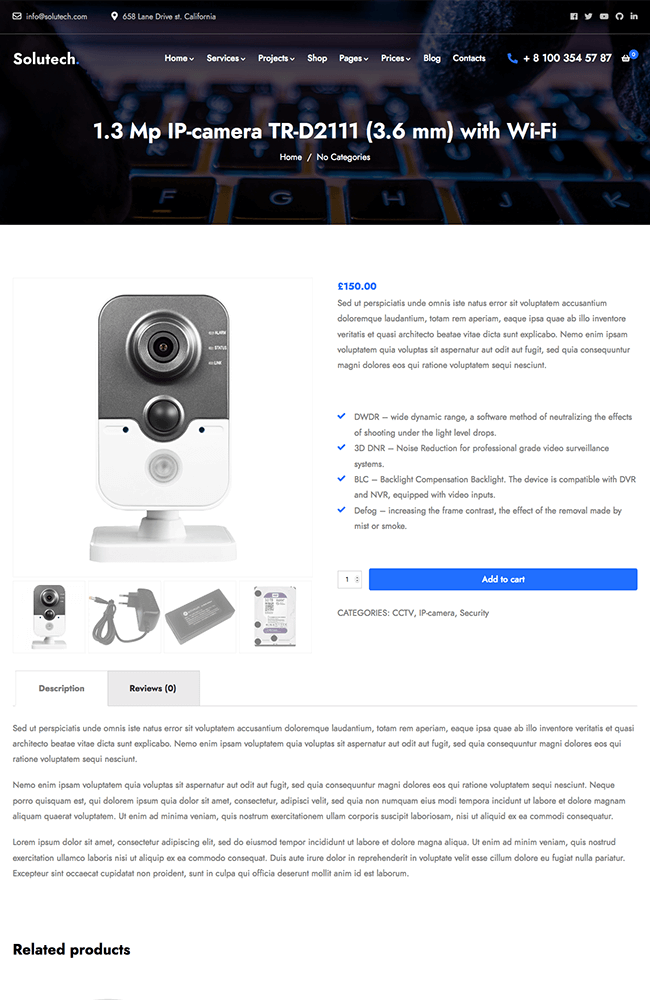 info@solutech.com 658 Lane Drive st. California
Solutech. Home Services Projects Shop Pages Prices Blog Contacts + 8 100 354 57 87 0
1.3 Mp IP-camera TR-D2111 (3.6 mm) with Wi-Fi
Home / No Categories
F G H J K
ALARM
STATUS
LINK
£150.00
Sed ut perspiciatis unde omnis iste natus error sit voluptatem accusantium
doloremque laudantium, totam rem aperiam, eaque ipsa quae ab illo inventore
veritatis et quasi architecto beatae vitae dicta sunt explicabo. Nemo enim ipsam
voluptatem quia voluptas sit aspernatur aut odit aut fugit, sed quia consequuntur
magni dolores eos qui ratione voluptatem sequi nesciunt.
DWDR – wide dynamic range, a software method of neutralizing the effects
of shooting under the light level drops.
3D DNR – Noise Reduction for professional grade video surveillance
systems.
BLC – Backlight Compensation Backlight. The device is compatible with DVR
and NVR, equipped with video inputs.
Defog – increasing the frame contrast, the effect of the removal made by
mist or smoke.
1 Add to cart
CATEGORIES: CCTV, IP-camera, Security
Description Reviews (0)
Sed ut perspiciatis unde omnis iste natus error sit voluptatem accusantium doloremque laudantium, totam rem aperiam, eaque ipsa quae ab illo inventore veritatis et quasi
architecto beatae vitae dicta sunt explicabo. Nemo enim ipsam voluptatem quia voluptas sit aspernatur aut odit aut fugit, sed quia consequuntur magni dolores eos qui
ratione voluptatem sequi nesciunt.
Nemo enim ipsam voluptatem quia voluptas sit aspernatur aut odit aut fugit, sed quia consequuntur magni dolores eos qui ratione voluptatem sequi nesciunt. Neque
porro quisquam est, qui dolorem ipsum quia dolor sit amet, consectetur, adipisci velit, sed quia non numquam eius modi tempora incidunt ut labore et dolore magnam
aliquam quaerat voluptatem. Ut enim ad minima veniam, quis nostrum exercitationem ullam corporis suscipit laboriosam, nisi ut aliquid ex ea commodi consequatur.
Lorem ipsum dolor sit amet, consectetur adipiscing elit, sed do eiusmod tempor incididunt ut labore et dolore magna aliqua. Ut enim ad minim veniam, quis nostrud
exercitation ullamco laboris nisi ut aliquip ex ea commodo consequat. Duis aute irure dolor in reprehenderit in voluptate velit esse cillum dolore eu fugiat nulla pariatur.
Excepteur sint occaecat cupidatat non proident, sunt in culpa qui officia deserunt mollit anim id est laborum.
Related products